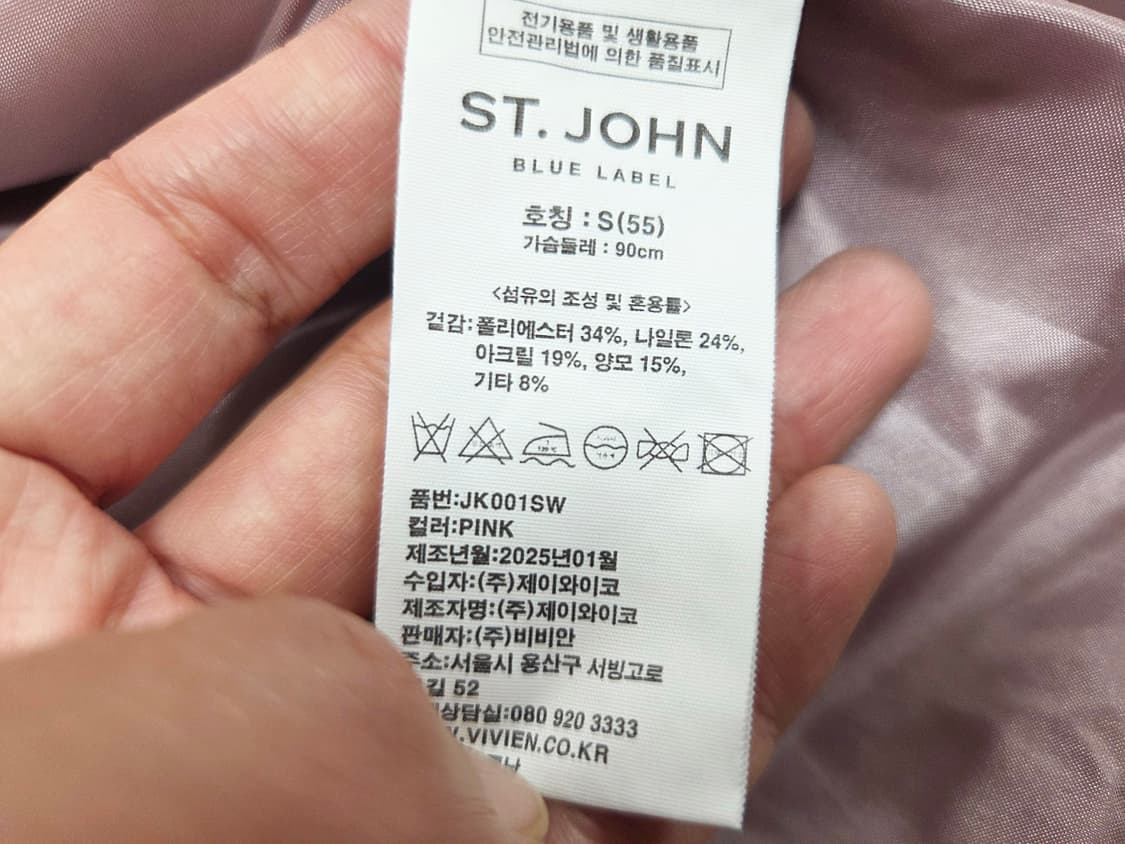 전기용품 및 생활용품
안전관리법에 의한 품질표시
ST. JOHN
BLUE LABEL
호칭 : S(55)
가슴둘레 : 90cm
<섬유의 조성 및 혼용률>
겉감: 폴리에스터 34%, 나일론 24%,
아크릴 19%, 양모 15%,
기타 8%
품번:JK001SW
컬러:PINK
제조년월:2025년01월
수입자:(주)제이와이코
제조자명:(주)제이와이코
판매자:(주)비비안
주소:서울시 용산구 서빙고로
길 52
상담실:080 920 3333
.VIVIEN.CO.KR